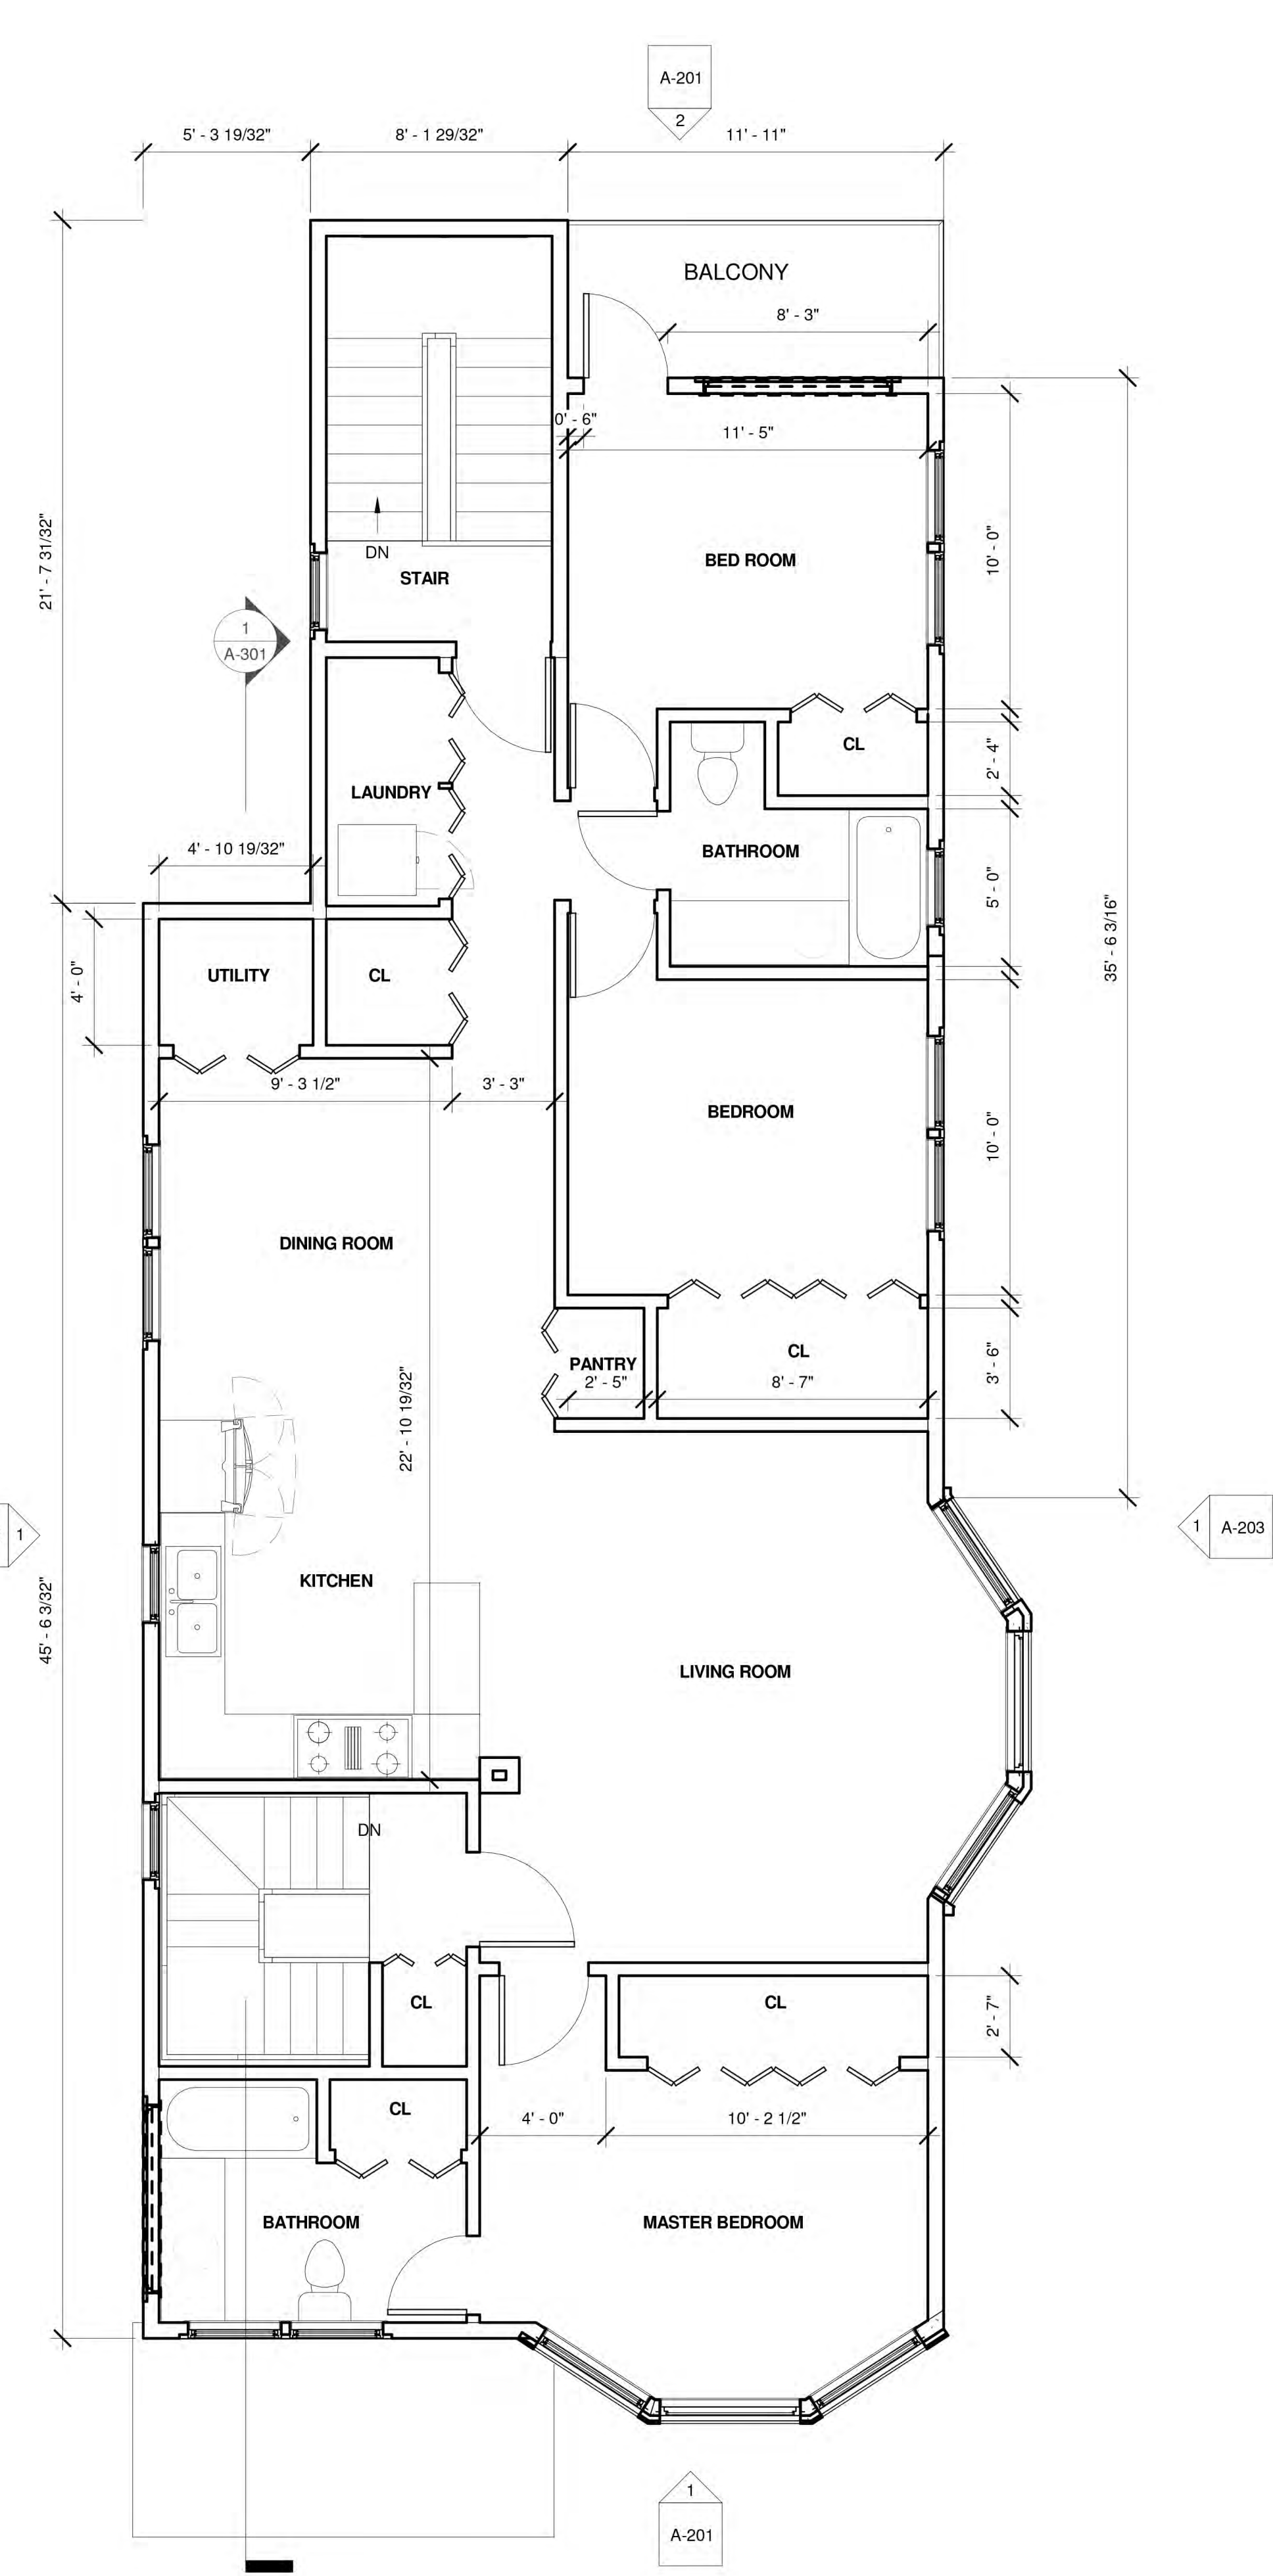 A-201
2
5' - 3 19/32"
8' - 1 29/32"
11' - 11"
BALCONY
8' - 3"
0' - 6"
11' - 5"
21' - 7 31/32"
10' - 0"
DN
STAIR
BED ROOM
1
A-301
CL
2' - 4"
LAUNDRY
4' - 10 19/32"
BATHROOM
5' - 0"
35' - 6 3/16"
4' - 0"
UTILITY
CL
9' - 3 1/2"
3' - 3"
BEDROOM
10' - 0"
DINING ROOM
PANTRY
2' - 5"
CL
8' - 7"
3' - 6"
22' - 10 19/32"
1
1
A-203
KITCHEN
45' - 6 3/32"
LIVING ROOM
DN
CL
CL
2' - 7"
CL
4' - 0"
10' - 2 1/2"
BATHROOM
MASTER BEDROOM
1
A-201